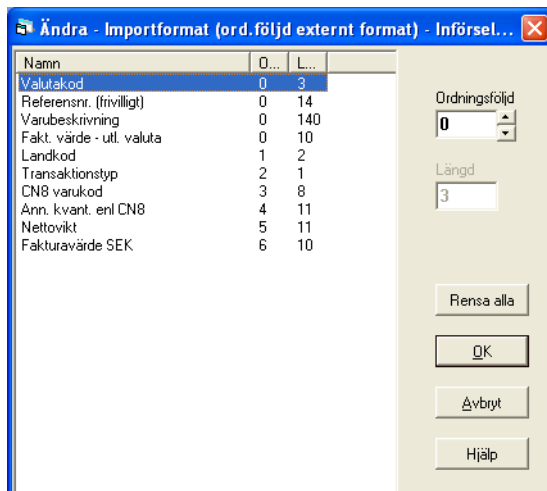 Ändra - Importformat (ord.följd externt format) - Införsel...
Namn O... L...
Valutakod 0 3
Referensnr. (frivilligt) 0 14
Varubeskrivning 0 140
Fakt. värde - utl. valuta 0 10
Landkod 1 2
Transaktionstyp 2 1
CN8 varukod 3 8
Ann. kvant. enl CN8 4 11
Nettovikt 5 11
Fakturavärde SEK 6 10
Ordningsföljd
0
Längd
3
Rensa alla
OK
Avbryt
Hjälp